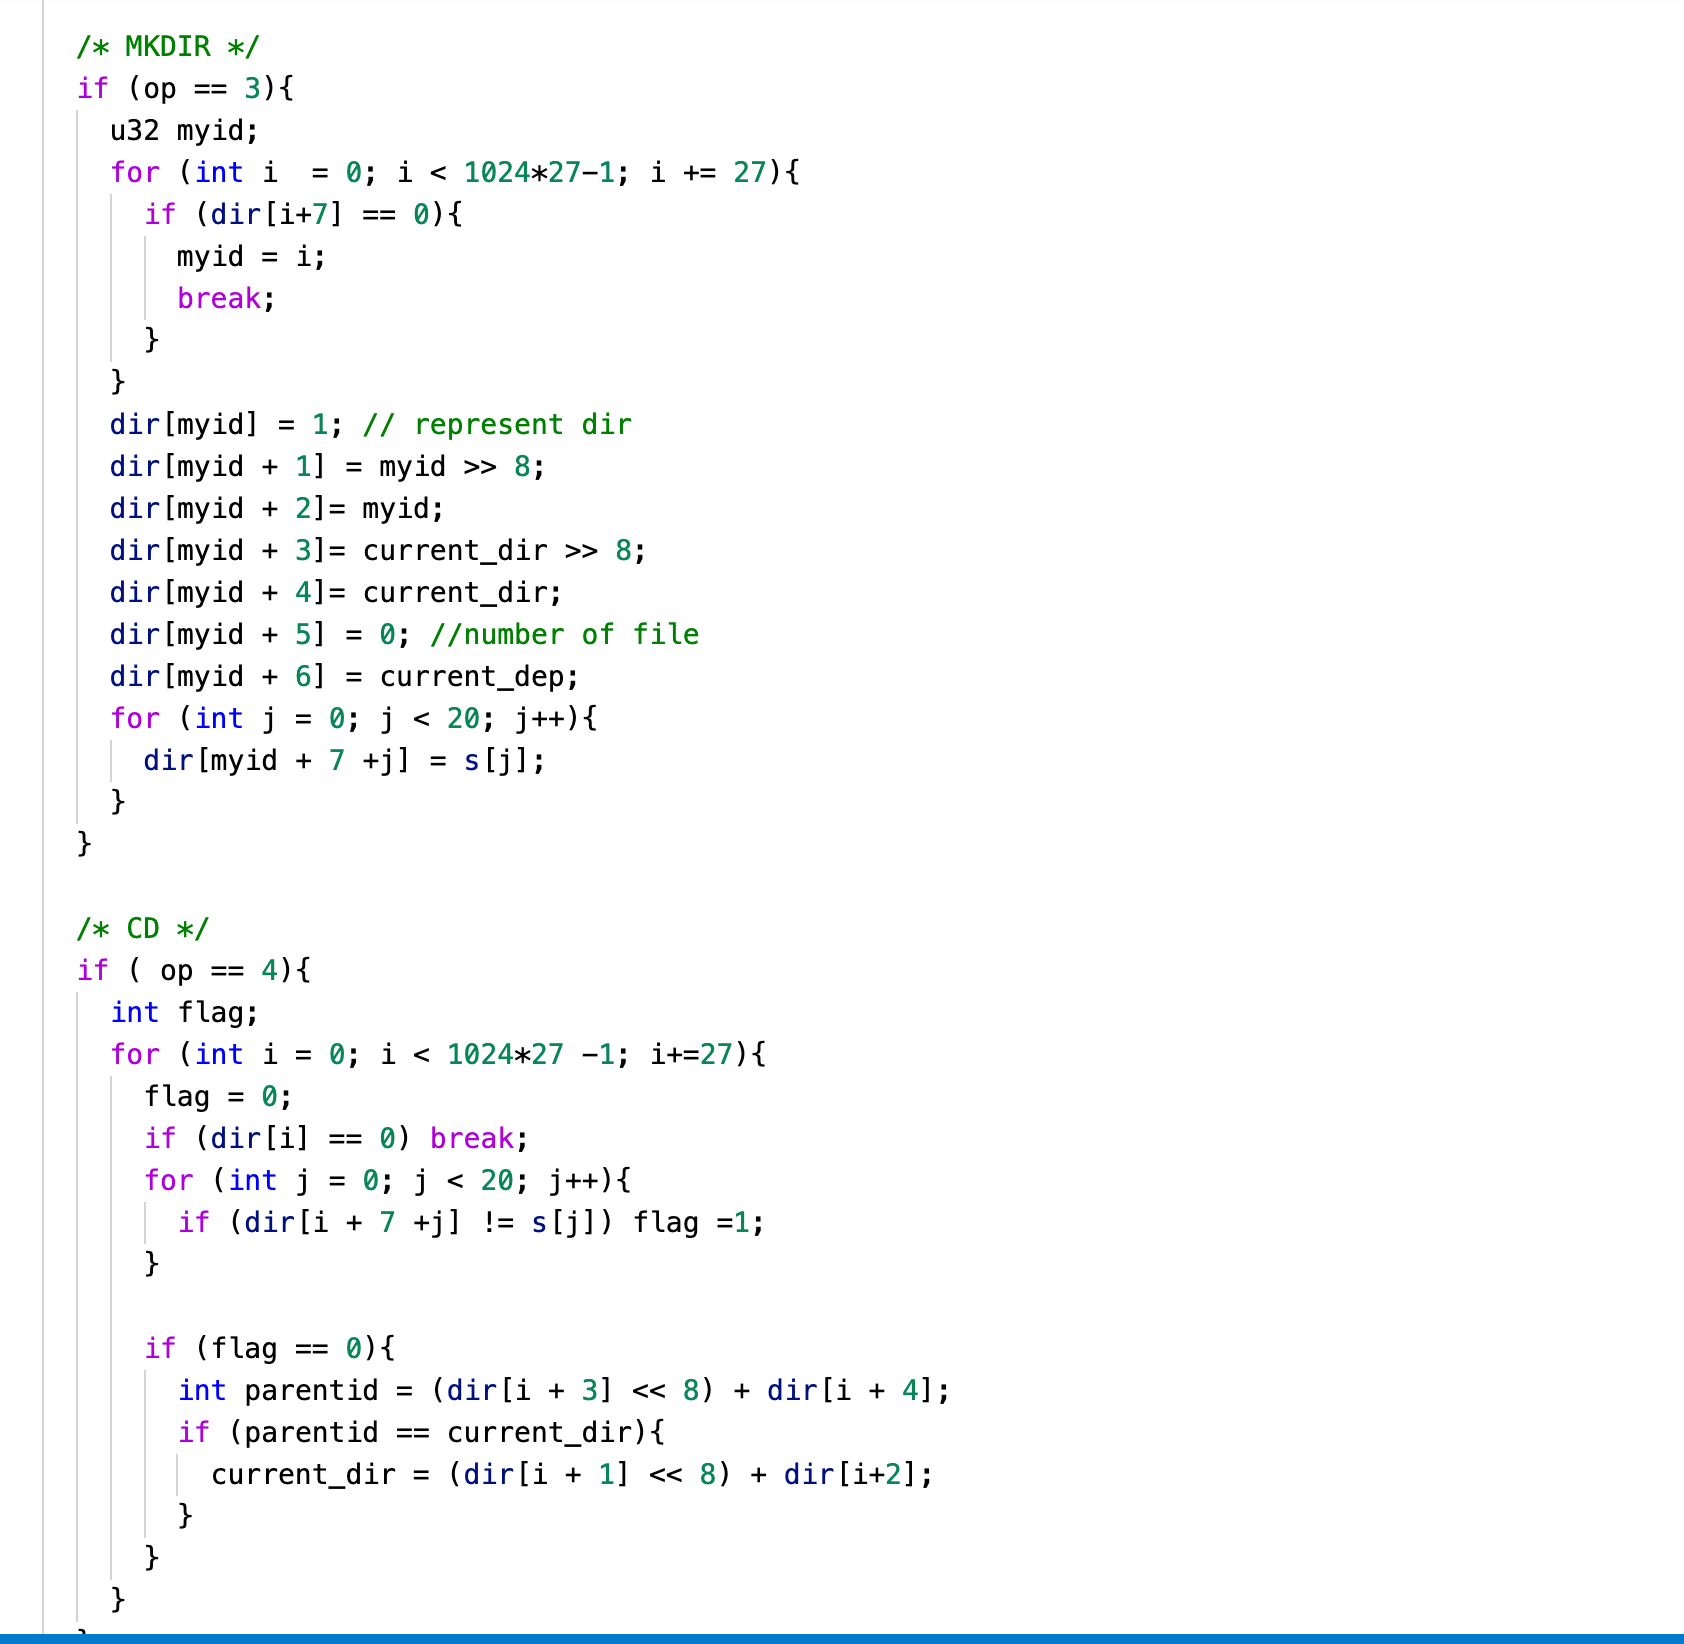 /* MKDIR */
if (op == 3){
  u32 myid;
  for (int i  = 0; i < 1024*27-1; i += 27){
    if (dir[i+7] == 0){
      myid = i;
      break;
    }
  }
  dir[myid] = 1; // represent dir
  dir[myid + 1] = myid >> 8;
  dir[myid + 2]= myid;
  dir[myid + 3]= current_dir >> 8;
  dir[myid + 4]= current_dir;
  dir[myid + 5] = 0; //number of file
  dir[myid + 6] = current_dep;
  for (int j = 0; j < 20; j++){
    dir[myid + 7 +j] = s[j];
  }
}

/* CD */
if ( op == 4){
  int flag;
  for (int i = 0; i < 1024*27 -1; i+=27){
    flag = 0;
    if (dir[i] == 0) break;
    for (int j = 0; j < 20; j++){
      if (dir[i + 7 +j] != s[j]) flag =1;
    }

    if (flag == 0){
      int parentid = (dir[i + 3] << 8) + dir[i + 4];
      if (parentid == current_dir){
        current_dir = (dir[i + 1] << 8) + dir[i+2];
      }
    }
  }